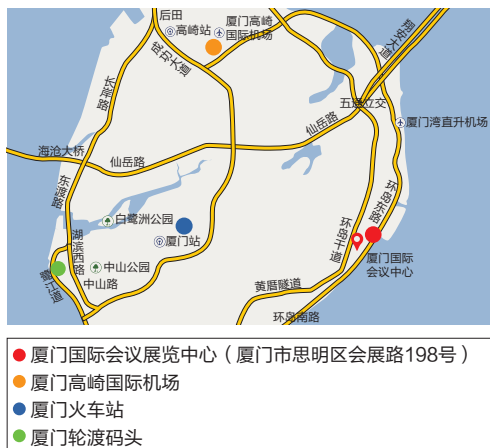 后田
高崎站
厦门高崎
国际机场
成功大道
翔安大道
长岸路
五通立交
仙岳路
厦门湾直升机场
海沧大桥
仙岳路
东渡路
环岛东路
白鹭洲公园
环岛干道
湖滨西路
厦门站
厦门国际
会议中心
中山公园
鹭江道
中山路
黄厝隧道
环岛南路
厦门国际会议展览中心（厦门市思明区会展路198号）
厦门高崎国际机场
厦门火车站
厦门轮渡码头